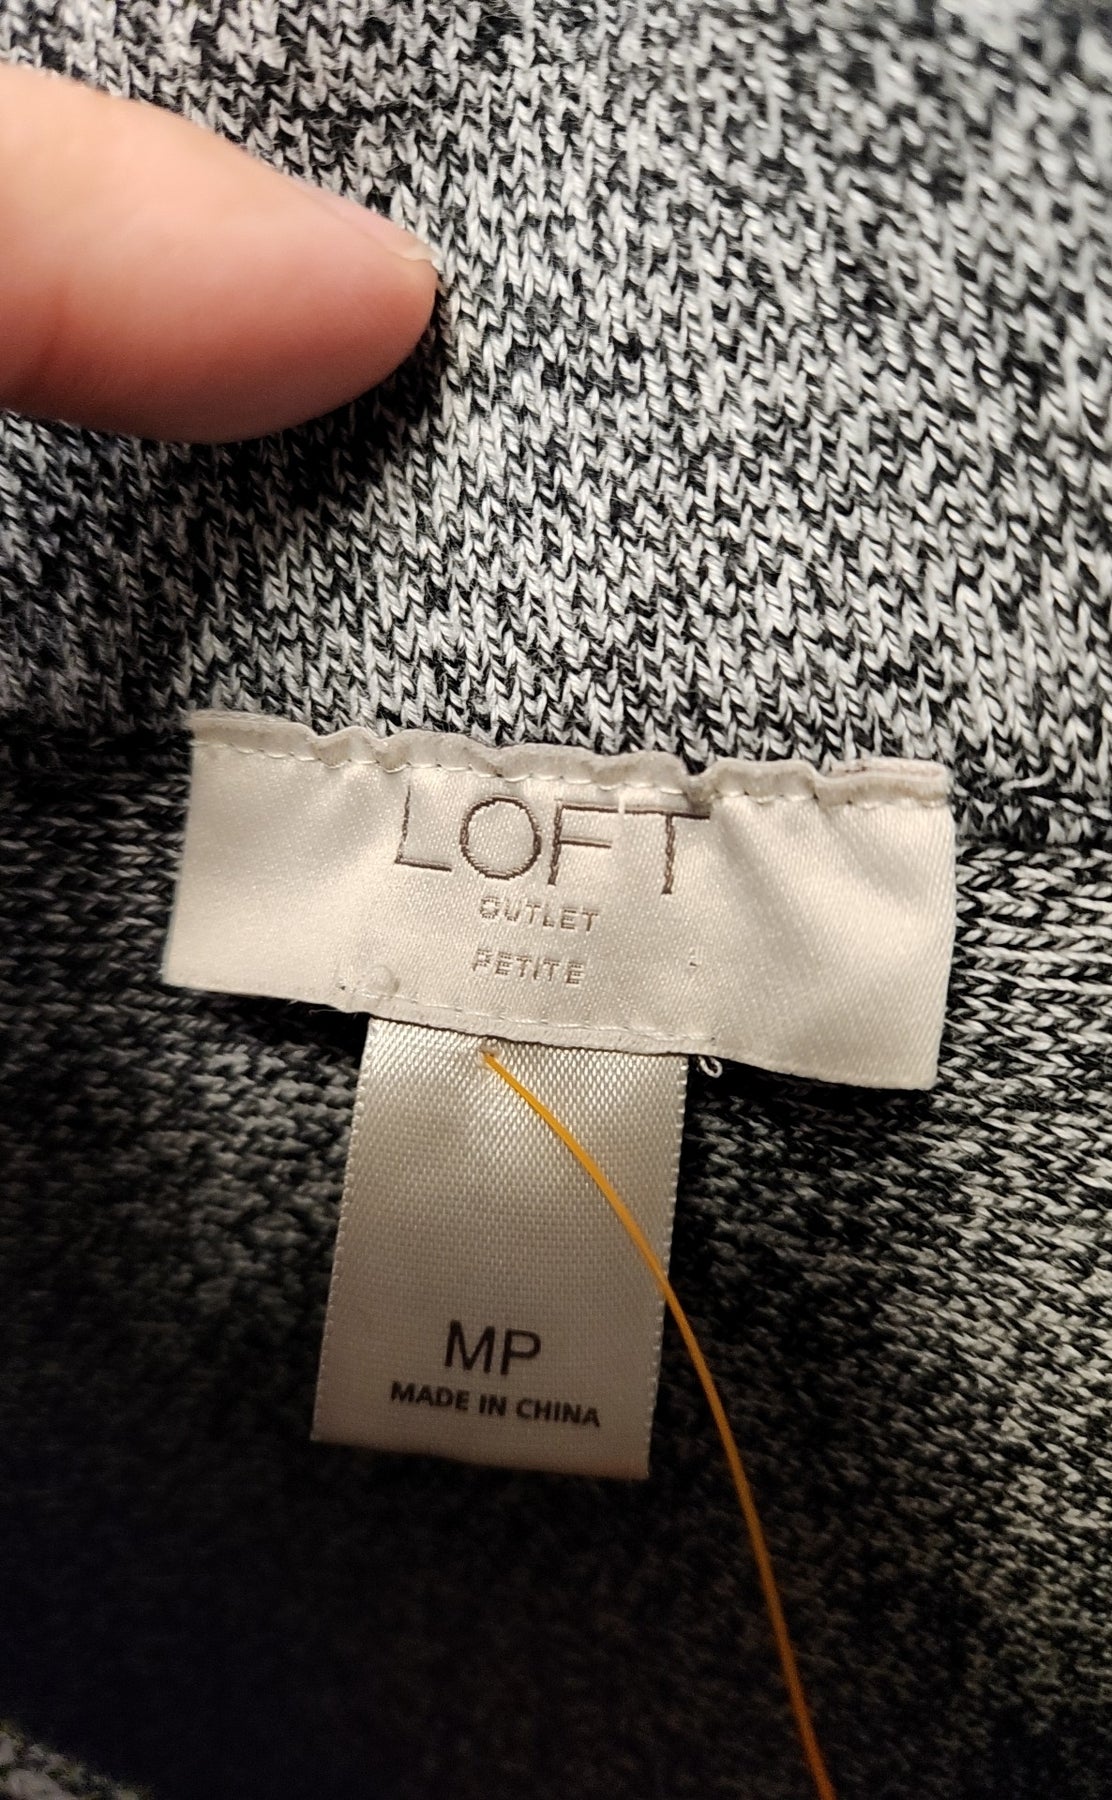 LOFT
OUTLET
PETITE
MP
MADE IN CHINA